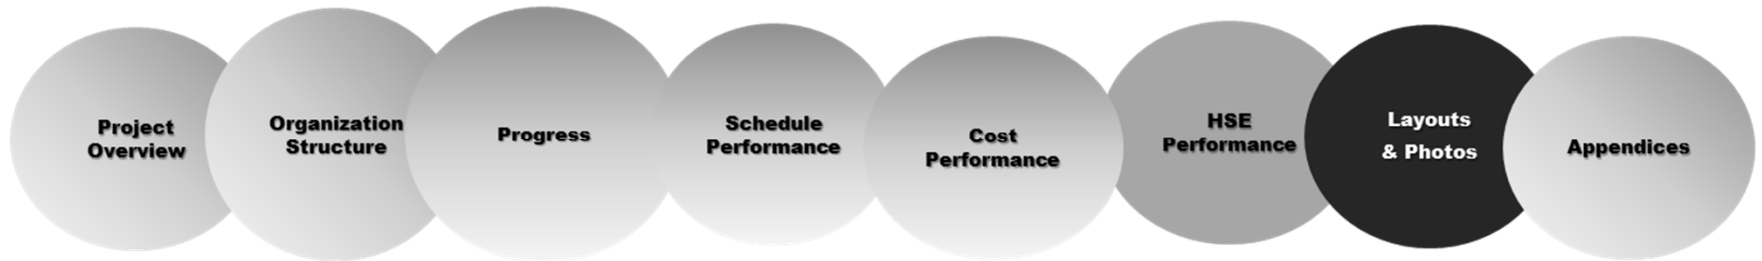 Project
Overview
Organization
Structure
Progress
Schedule
Performance
Cost
Performance
HSE
Performance
Layouts
& Photos
Appendices